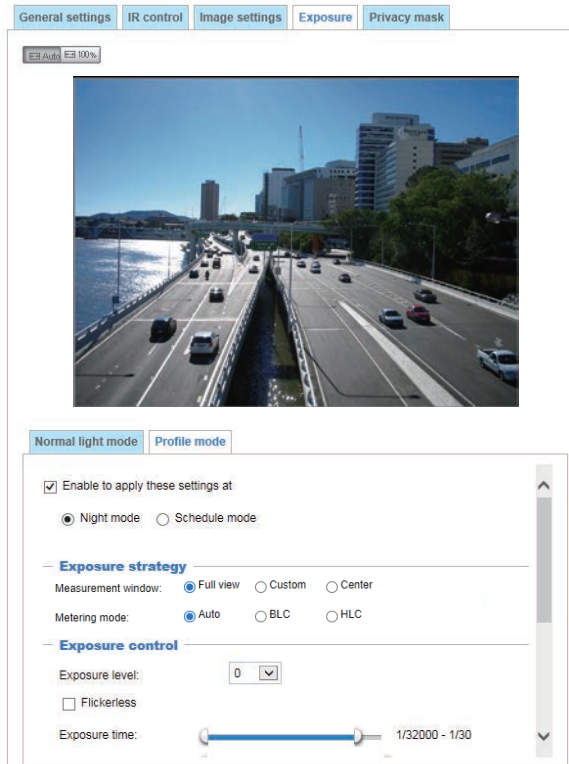 General settings IR control Image settings Exposure Privacy mask
Auto 100%
Normal light mode Profile mode
Enable to apply these settings at
Night mode Schedule mode
Exposure strategy
Measurement window: Full view Custom Center
Metering mode: Auto BLC HLC
Exposure control
Exposure level: 0
Flickerless
Exposure time: 1/32000 - 1/30